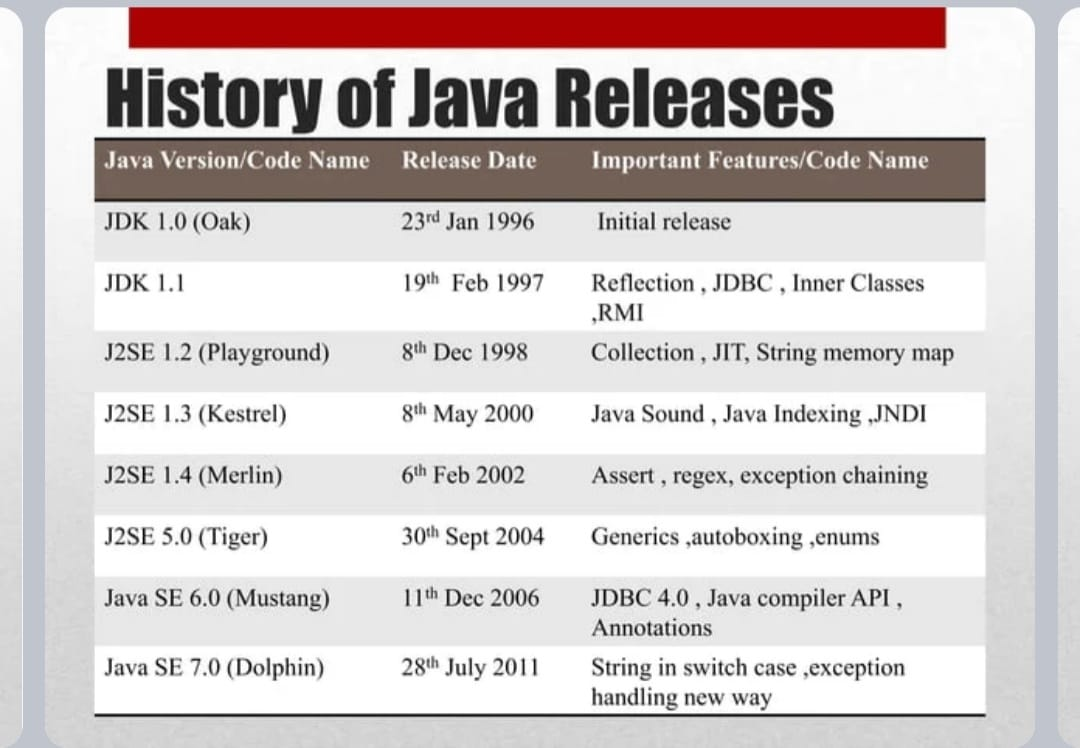 History of Java Releases
Java Version/Code Name Release Date Important Features/Code Name
JDK 1.0 (Oak) 23rd Jan 1996 Initial release
JDK 1.1 19th Feb 1997 Reflection , JDBC , Inner Classes
,RMI
J2SE 1.2 (Playground) 8th Dec 1998 Collection , JIT, String memory map
J2SE 1.3 (Kestrel) 8th May 2000 Java Sound , Java Indexing ,JNDI
J2SE 1.4 (Merlin) 6th Feb 2002 Assert , regex, exception chaining
J2SE 5.0 (Tiger) 30th Sept 2004 Generics ,autoboxing ,enums
Java SE 6.0 (Mustang) 11th Dec 2006 JDBC 4.0 , Java compiler API ,
Annotations
Java SE 7.0 (Dolphin) 28th July 2011 String in switch case ,exception
handling new way